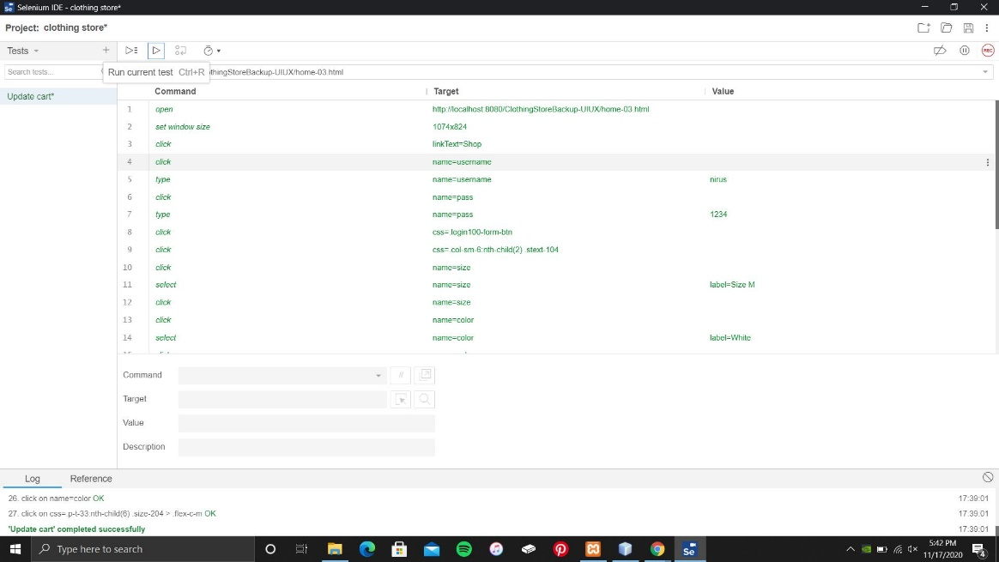 Selenium IDE - clothing store*
Project: clothing store*
Tests
REC
Search tests...
Run current test Ctrl+R
thingStoreBackup-UIUX/home-03.html
Update cart*
Command Target Value
1 open http://localhost:8080/ClothingStoreBackup-UIUX/home-03.html
2 set window size 1074x824
3 click linkText=Shop
4 click name=username
5 type name=username nirus
6 click name=pass
7 type name=pass 1234
8 click css=.login100-form-btn
9 click css=.col-sm-6:nth-child(2) .stext-104
10 click name=size
11 select name=size label=Size M
12 click name=size
13 click name=color
14 select name=color label=White
Command
//
Target
Value
Description
Log Reference
26. click on name=color OK 17:39:01
27. click on css=.p-t-33:nth-child(6) .size-204 > .flex-c-m OK 17:39:01
'Update cart' completed successfully 17:39:01
Type here to search
Se
5:42 PM
11/17/2020
4